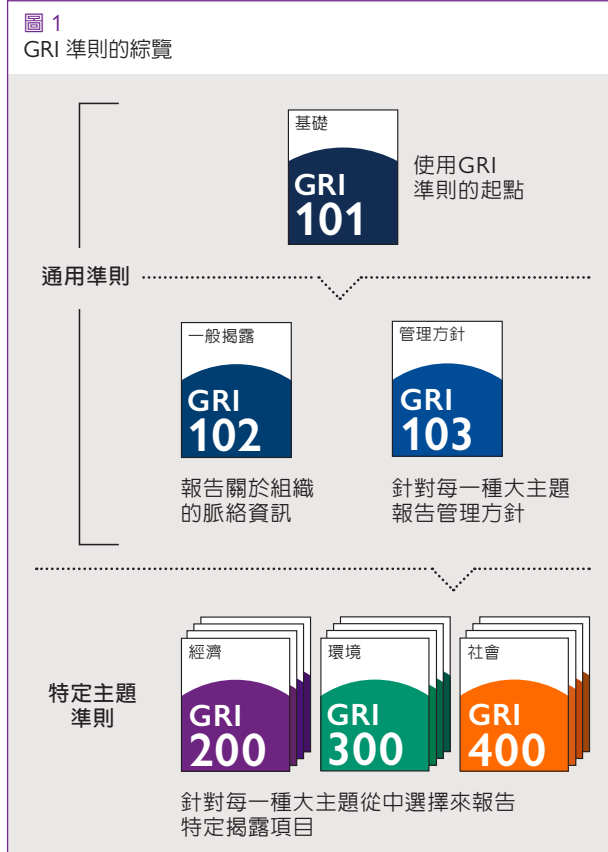 圖 1
GRI 準則的綜覽
基礎
GRI
101
使用GRI
準則的起點
通用準則
一般揭露
GRI
102
管理方針
GRI
103
報告關於組織
的脈絡資訊
針對每一種大主題
報告管理方針
特定主題
準則
經濟
GRI
200
環境
GRI
300
社會
GRI
400
針對每一種大主題從中選擇來報告
特定揭露項目